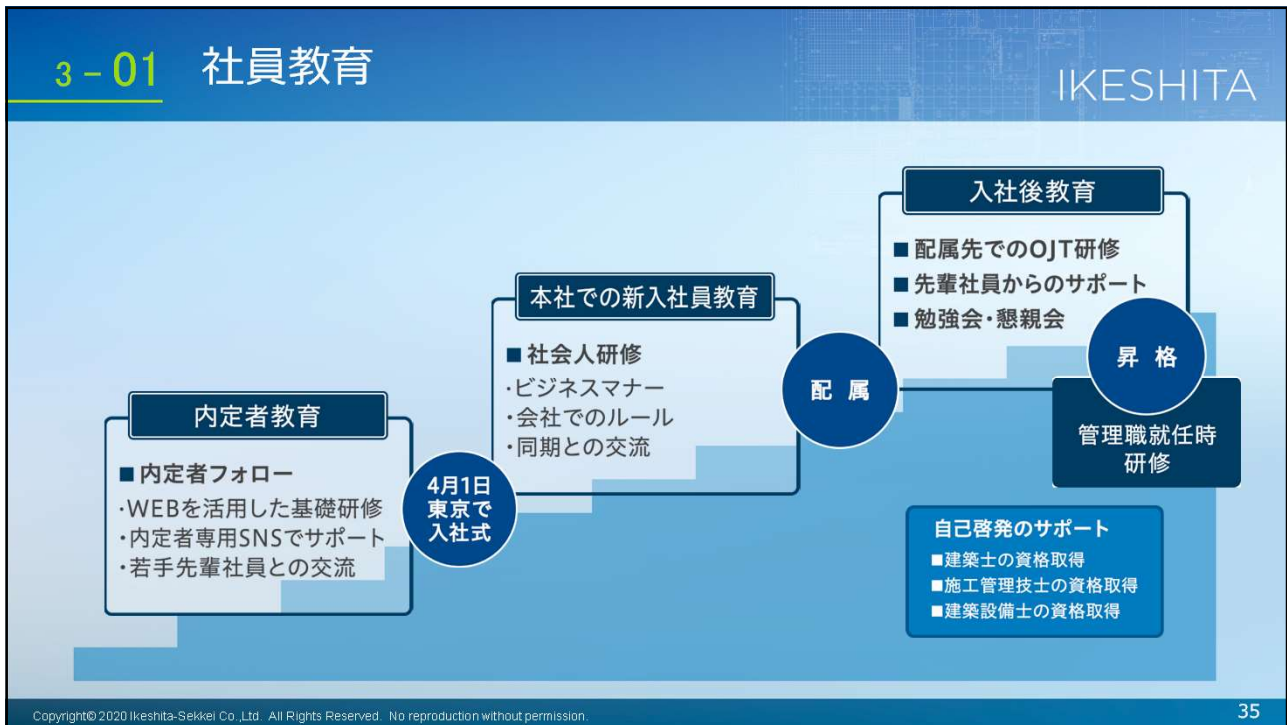 3-01 社員教育
IKESHITA
内定者教育
■内定者フォロー
・WEBを活用した基礎研修
・内定者専用SNSでサポート
・若手先輩社員との交流
4月1日
東京で
入社式
本社での新入社員教育
■社会人研修
・ビジネスマナー
・会社でのルール
・同期との交流
配 属
入社後教育
■配属先でのOJT研修
■先輩社員からのサポート
■勉強会・懇親会
昇 格
管理職就任時
研修
自己啓発のサポート
■建築士の資格取得
■施工管理技士の資格取得
■建築設備士の資格取得
Copyright© 2020 Ikeshita-Sekkei Co.,Ltd. All Rights Reserved. No reproduction without permission.
35